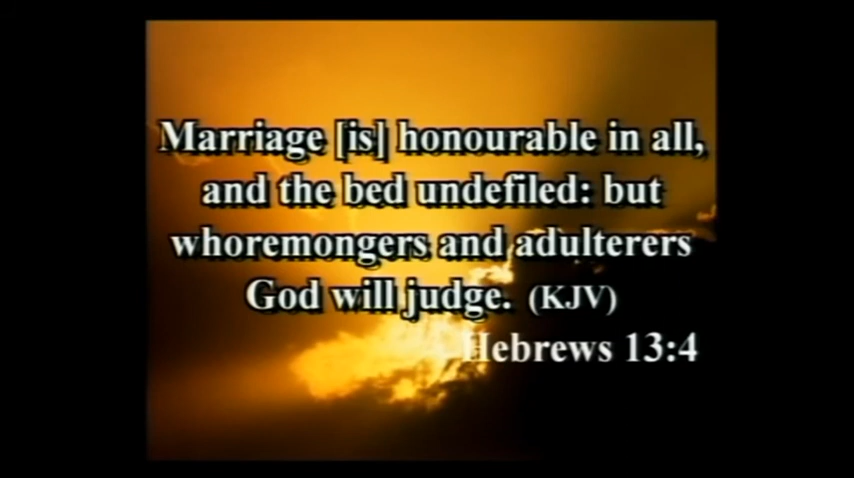 Marriage [is] honourable in all,
and the bed undefiled: but
whoremongers and adulterers
God will judge. (KJV)
Hebrews 13:4